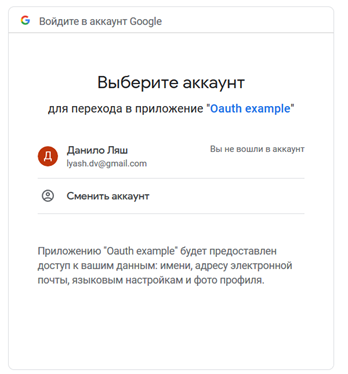 Войдите в аккаунт Google
Выберите аккаунт
для перехода в приложение "Oauth example"
Д
Данило Ляш
Вы не вошли в аккаунт
lyash.dv@gmail.com
Сменить аккаунт
Приложению "Oauth example" будет предоставлен
доступ к вашим данным: имени, адресу электронной
почты, языковым настройкам и фото профиля.